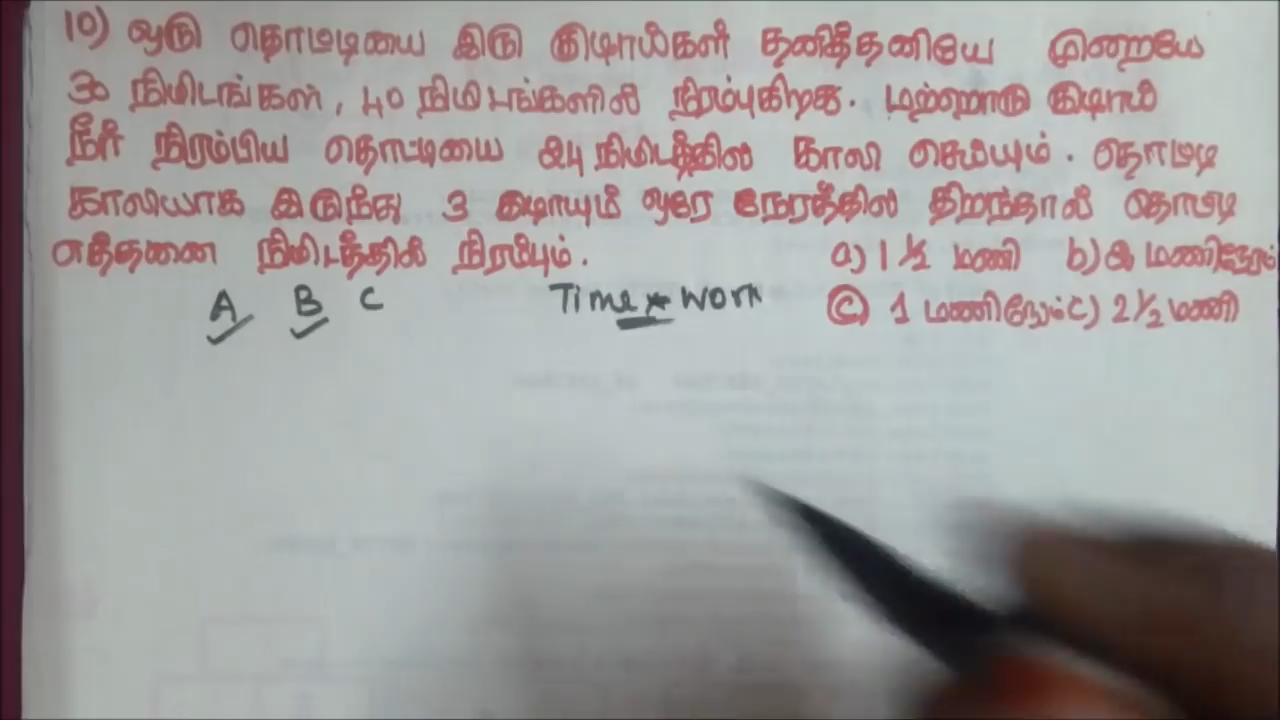 10) ஒரு தொட்டியை இரு குழாய்கள் தனித்தனியே முறையே
30 நிமிடங்கள், 40 நிமிடங்களில் நிரம்புகிறது. மற்றொரு குழாய்
நீர் நிரம்பிய தொட்டியை 24 நிமிடத்தில் காலி செய்யும். தொட்டி
காலியாக இருந்து 3 குழாயும் ஒரே நேரத்தில் திறந்தால் தொட்டி
எத்தனை நிமிடத்தில் நிரம்பும்.
a) 1 ½ மணி b) 2 மணிநேரம்
C 1 மணிநேரம் C) 2 ½ மணி
A B C Time * Work